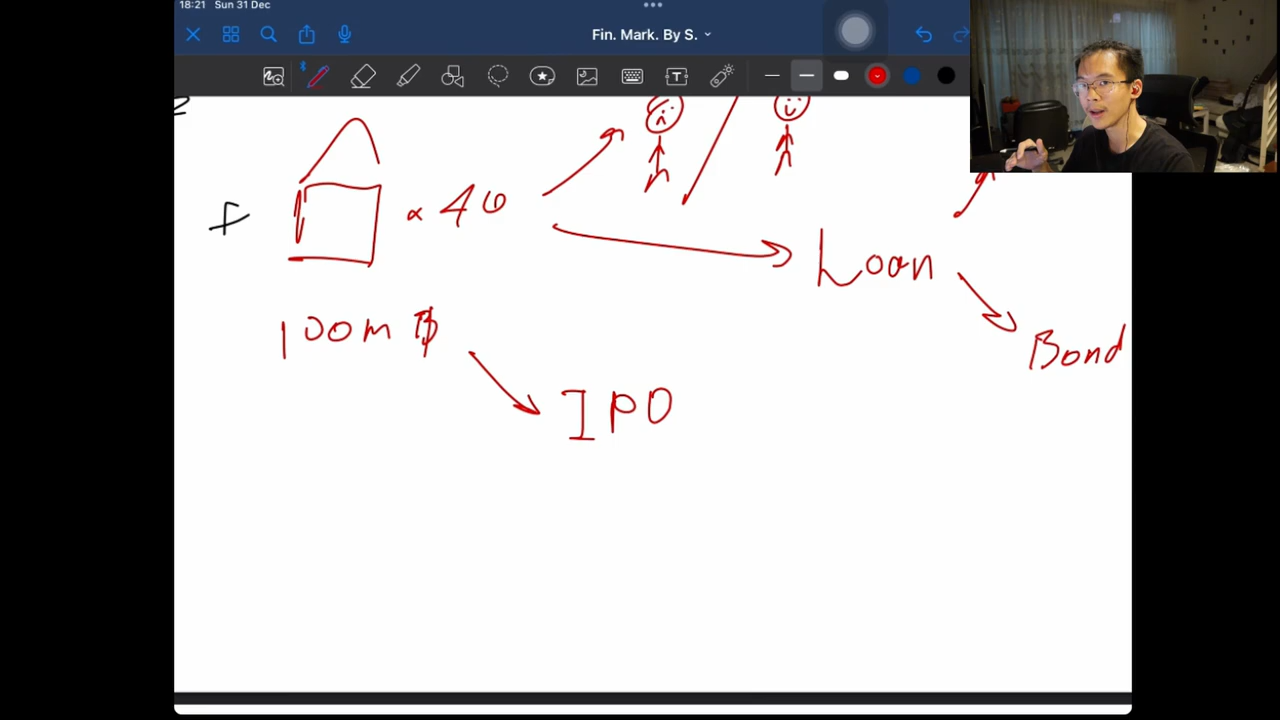 18:21 Sun 31 Dec
Fin. Mark. By S.
× 40
Loan
100m ฿
Bond
IPO